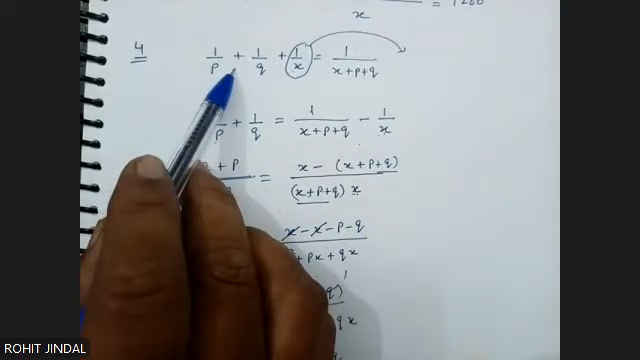 x = 1200
4
1/p + 1/q + 1/x = 1/(x+p+q)
p + 1/q = 1/(x+p+q) - 1/x
+ p = (x - (x+p+q))/((x+p+q) x)
x - x - p - q
+ px + qx
1
q)
qx
ROHIT JINDAL